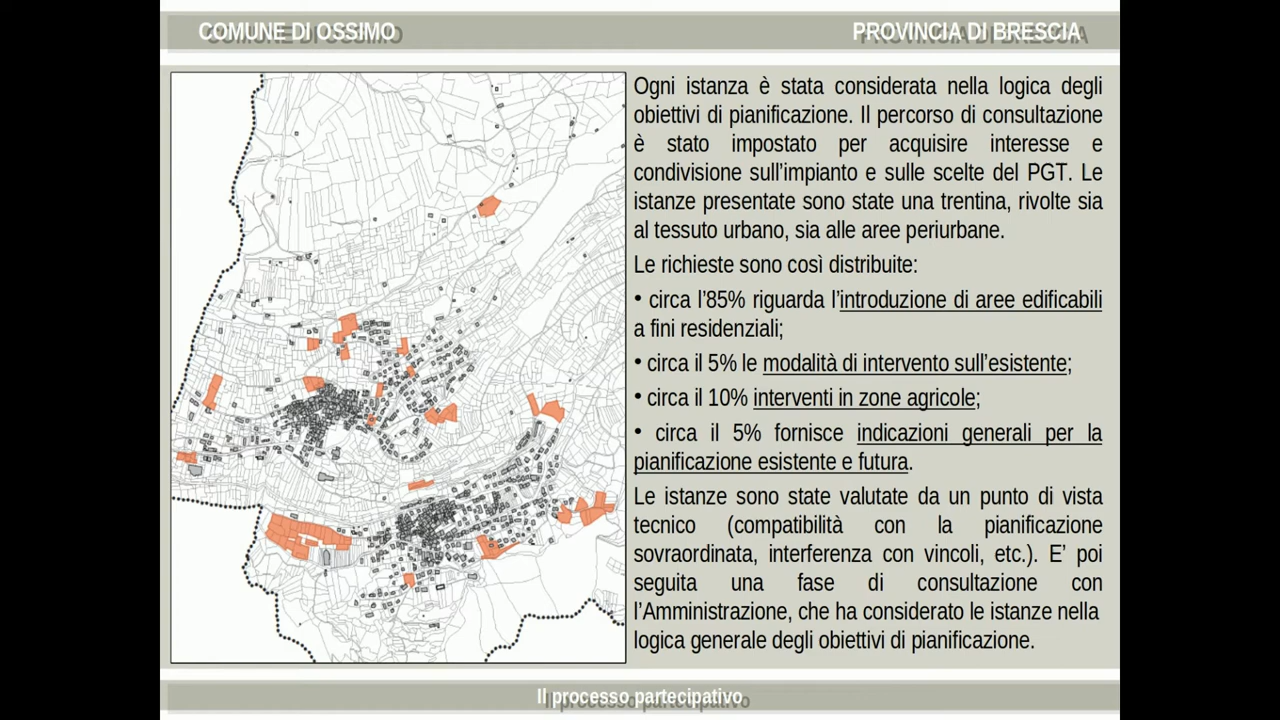 COMUNE DI OSSIMO
PROVINCIA DI BRESCIA
Ogni istanza è stata considerata nella logica degli
obiettivi di pianificazione. Il percorso di consultazione
è stato impostato per acquisire interesse e
condivisione sull'impianto e sulle scelte del PGT. Le
istanze presentate sono state una trentina, rivolte sia
al tessuto urbano, sia alle aree periurbane.
Le richieste sono così distribuite:
• circa l'85% riguarda l'introduzione di aree edificabili
a fini residenziali;
• circa il 5% le modalità di intervento sull'esistente;
• circa il 10% interventi in zone agricole;
• circa il 5% fornisce indicazioni generali per la
pianificazione esistente e futura.
Le istanze sono state valutate da un punto di vista
tecnico (compatibilità con la pianificazione
sovraordinata, interferenza con vincoli, etc.). E' poi
seguita una fase di consultazione con
l'Amministrazione, che ha considerato le istanze nella
logica generale degli obiettivi di pianificazione.
Il processo partecipativo